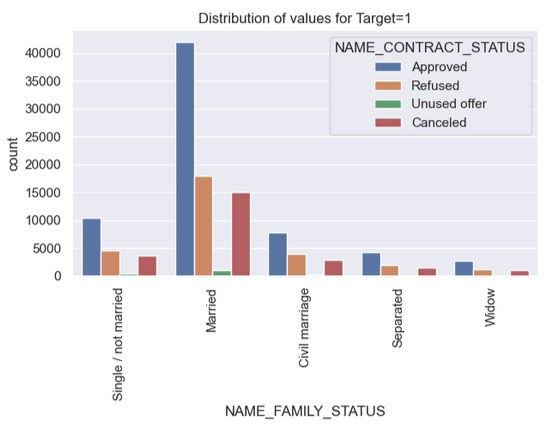 Distribution of values for Target=1
NAME_CONTRACT_STATUS
Approved
Refused
Unused offer
Canceled
count
40000
35000
30000
25000
20000
15000
10000
5000
0
Single / not married
Married
Civil marriage
Separated
Widow
NAME_FAMILY_STATUS